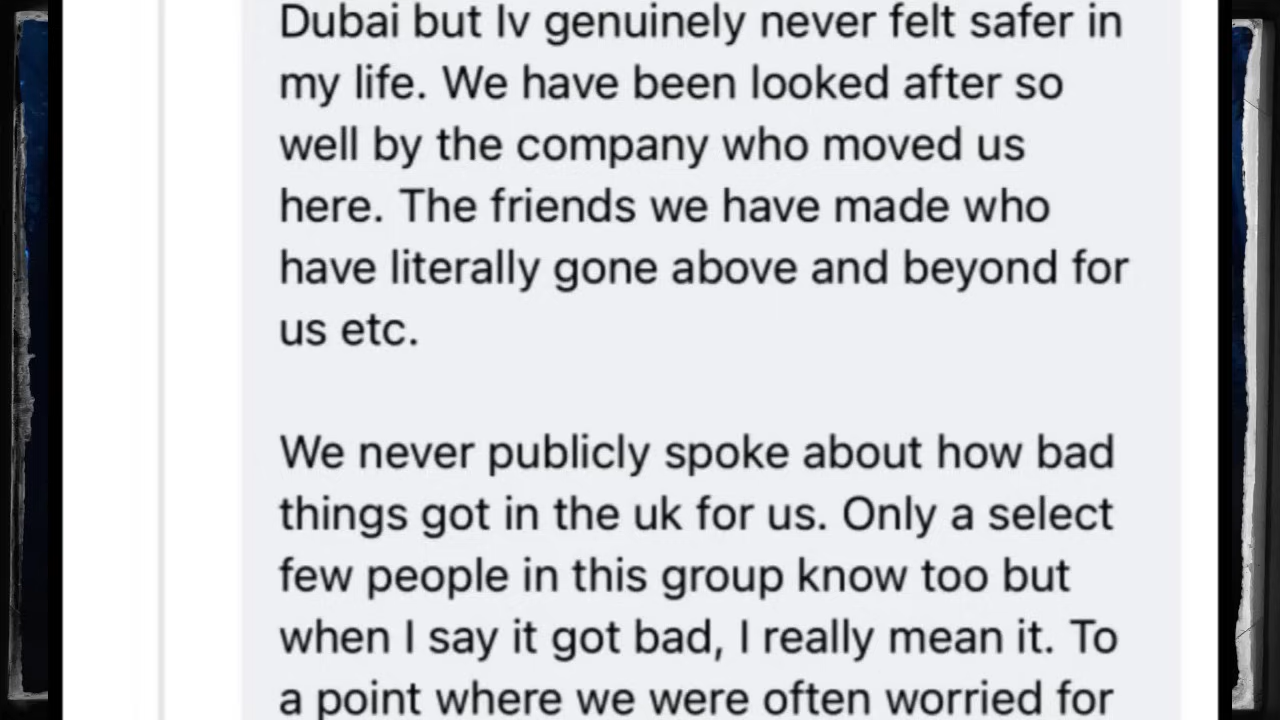 Dubai but Iv genuinely never felt safer in
my life. We have been looked after so
well by the company who moved us
here. The friends we have made who
have literally gone above and beyond for
us etc.
We never publicly spoke about how bad
things got in the uk for us. Only a select
few people in this group know too but
when I say it got bad, I really mean it. To
a point where we were often worried for